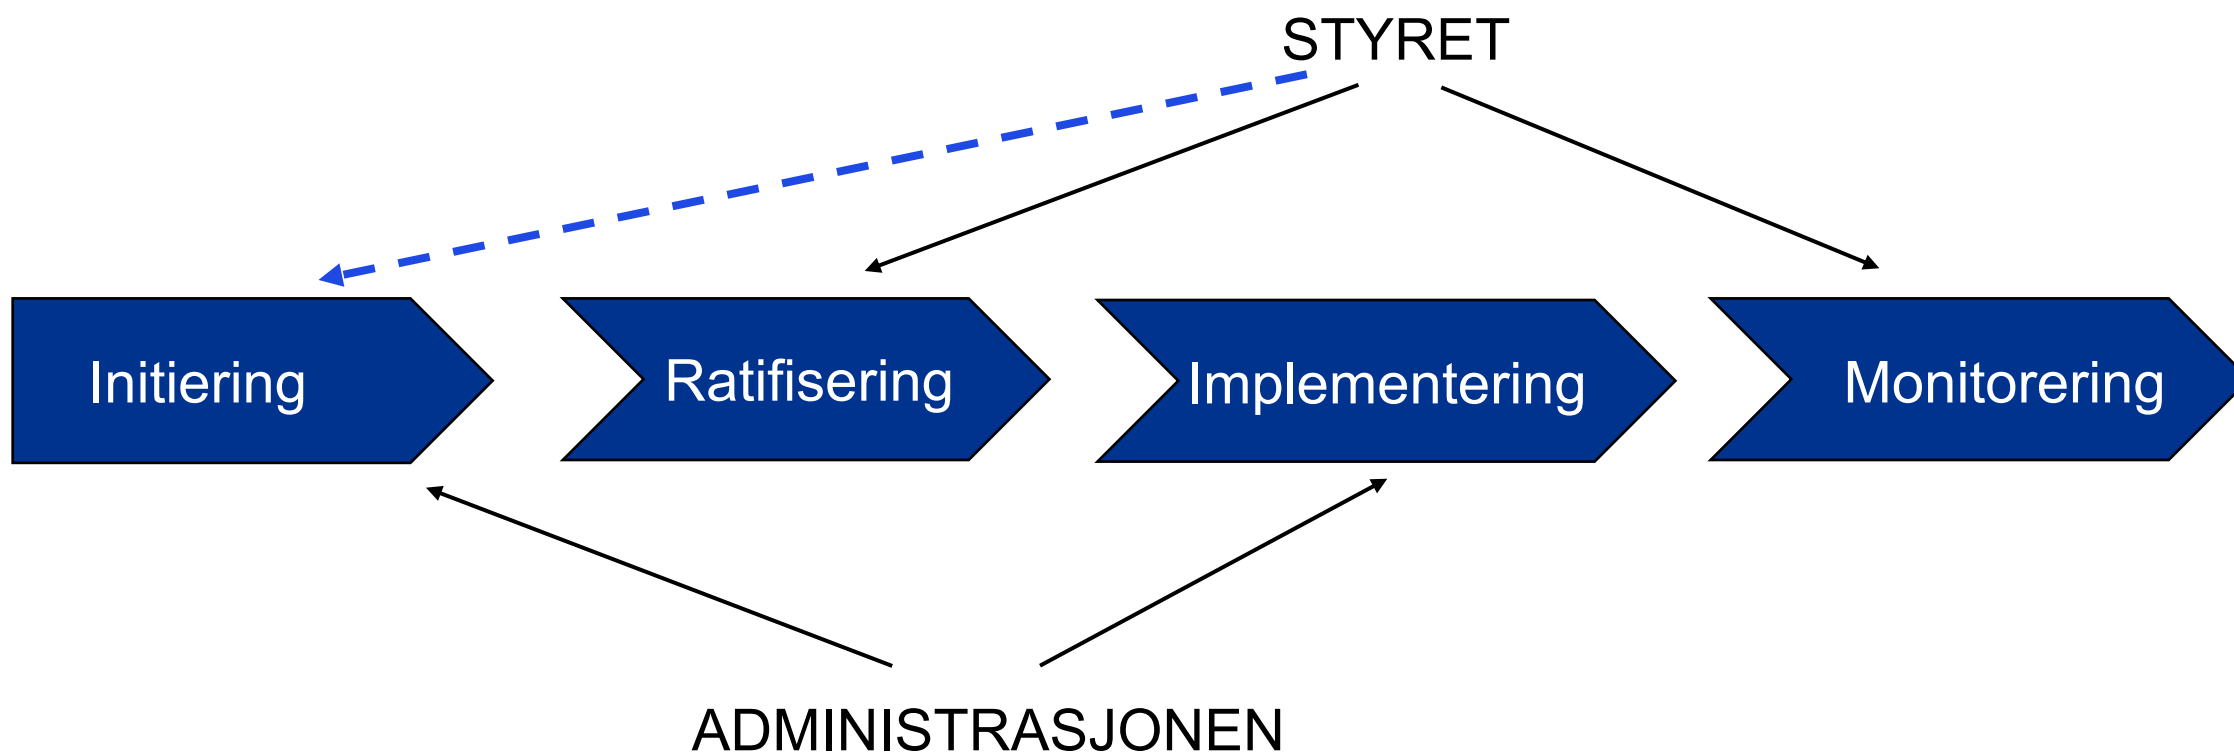 STYRET
Initiering
Ratifisering
Implementering
Monitorering
ADMINISTRASJONEN